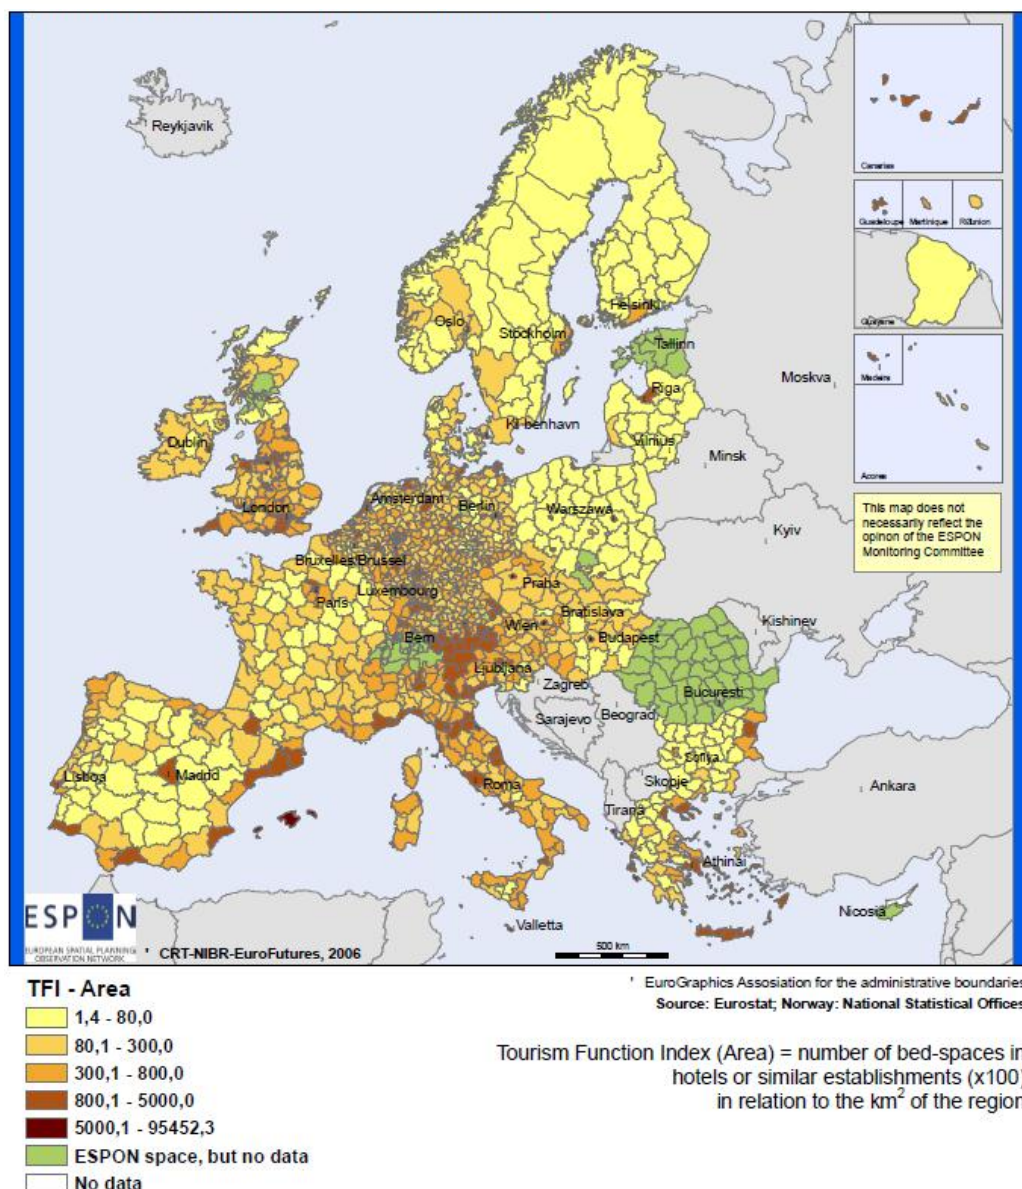 Reykjavik
Canarias
Guadeloupe
Martinique
Réunion
Guayane
Madeira
Acores
This map does not
necessarily reflect the
opinon of the ESPON
Monitoring Committee
Oslo
Helsinki
Stockholm
Tallinn
Riga
Moskva
Dublin
Vilnius
Minsk
London
Amsterdam
Berlin
Warszawa
Kyiv
Bruxelles/Brussel
Praha
Luxembourg
Paris
Bratislava
Kishinev
Bern
Wien
Budapest
Ljubljana
Zagreb
Bucuresti
Beograd
Sarajevo
Lisboa
Madrid
Sofiya
Skopje
Roma
Tirana
Ankara
Athinai
Nicosia
Valletta
500 km
ESPON
EUROPEAN SPATIAL PLANNING
OBSERVATION NETWORK
' CRT-NIBR-EuroFutures, 2006
' EuroGraphics Assosiation for the administrative boundaries
Source: Eurostat; Norway: National Statistical Offices
TFI - Area
1,4 - 80,0
80,1 - 300,0
300,1 - 800,0
800,1 - 5000,0
5000,1 - 95452,3
ESPON space, but no data
No data
Tourism Function Index (Area) = number of bed-spaces in
hotels or similar establishments (x100)
in relation to the km² of the region